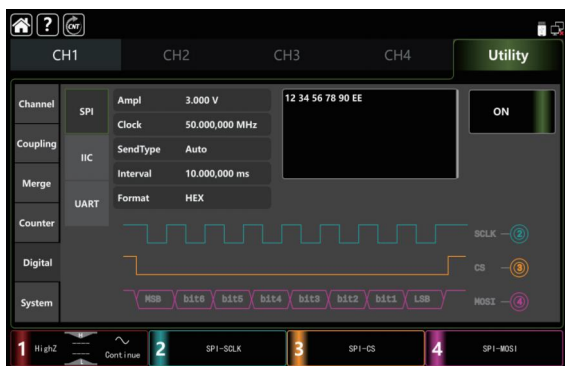 ? CNT
CH1 CH2 CH3 CH4 Utility
Channel
Coupling
Merge
Counter
Digital
System
SPI
IIC
UART
Ampl 3.000 V
Clock 50.000,000 MHz
SendType Auto
Interval 10.000,000 ms
Format HEX
12 34 56 78 90 EE
ON
SCLK 2
CS 3
MSB bit6 bit5 bit4 bit3 bit2 bit1 LSB MOSI 4
1 HighZ H L Continue 2 SPI-SCLK 3 SPI-CS 4 SPI-MOSI